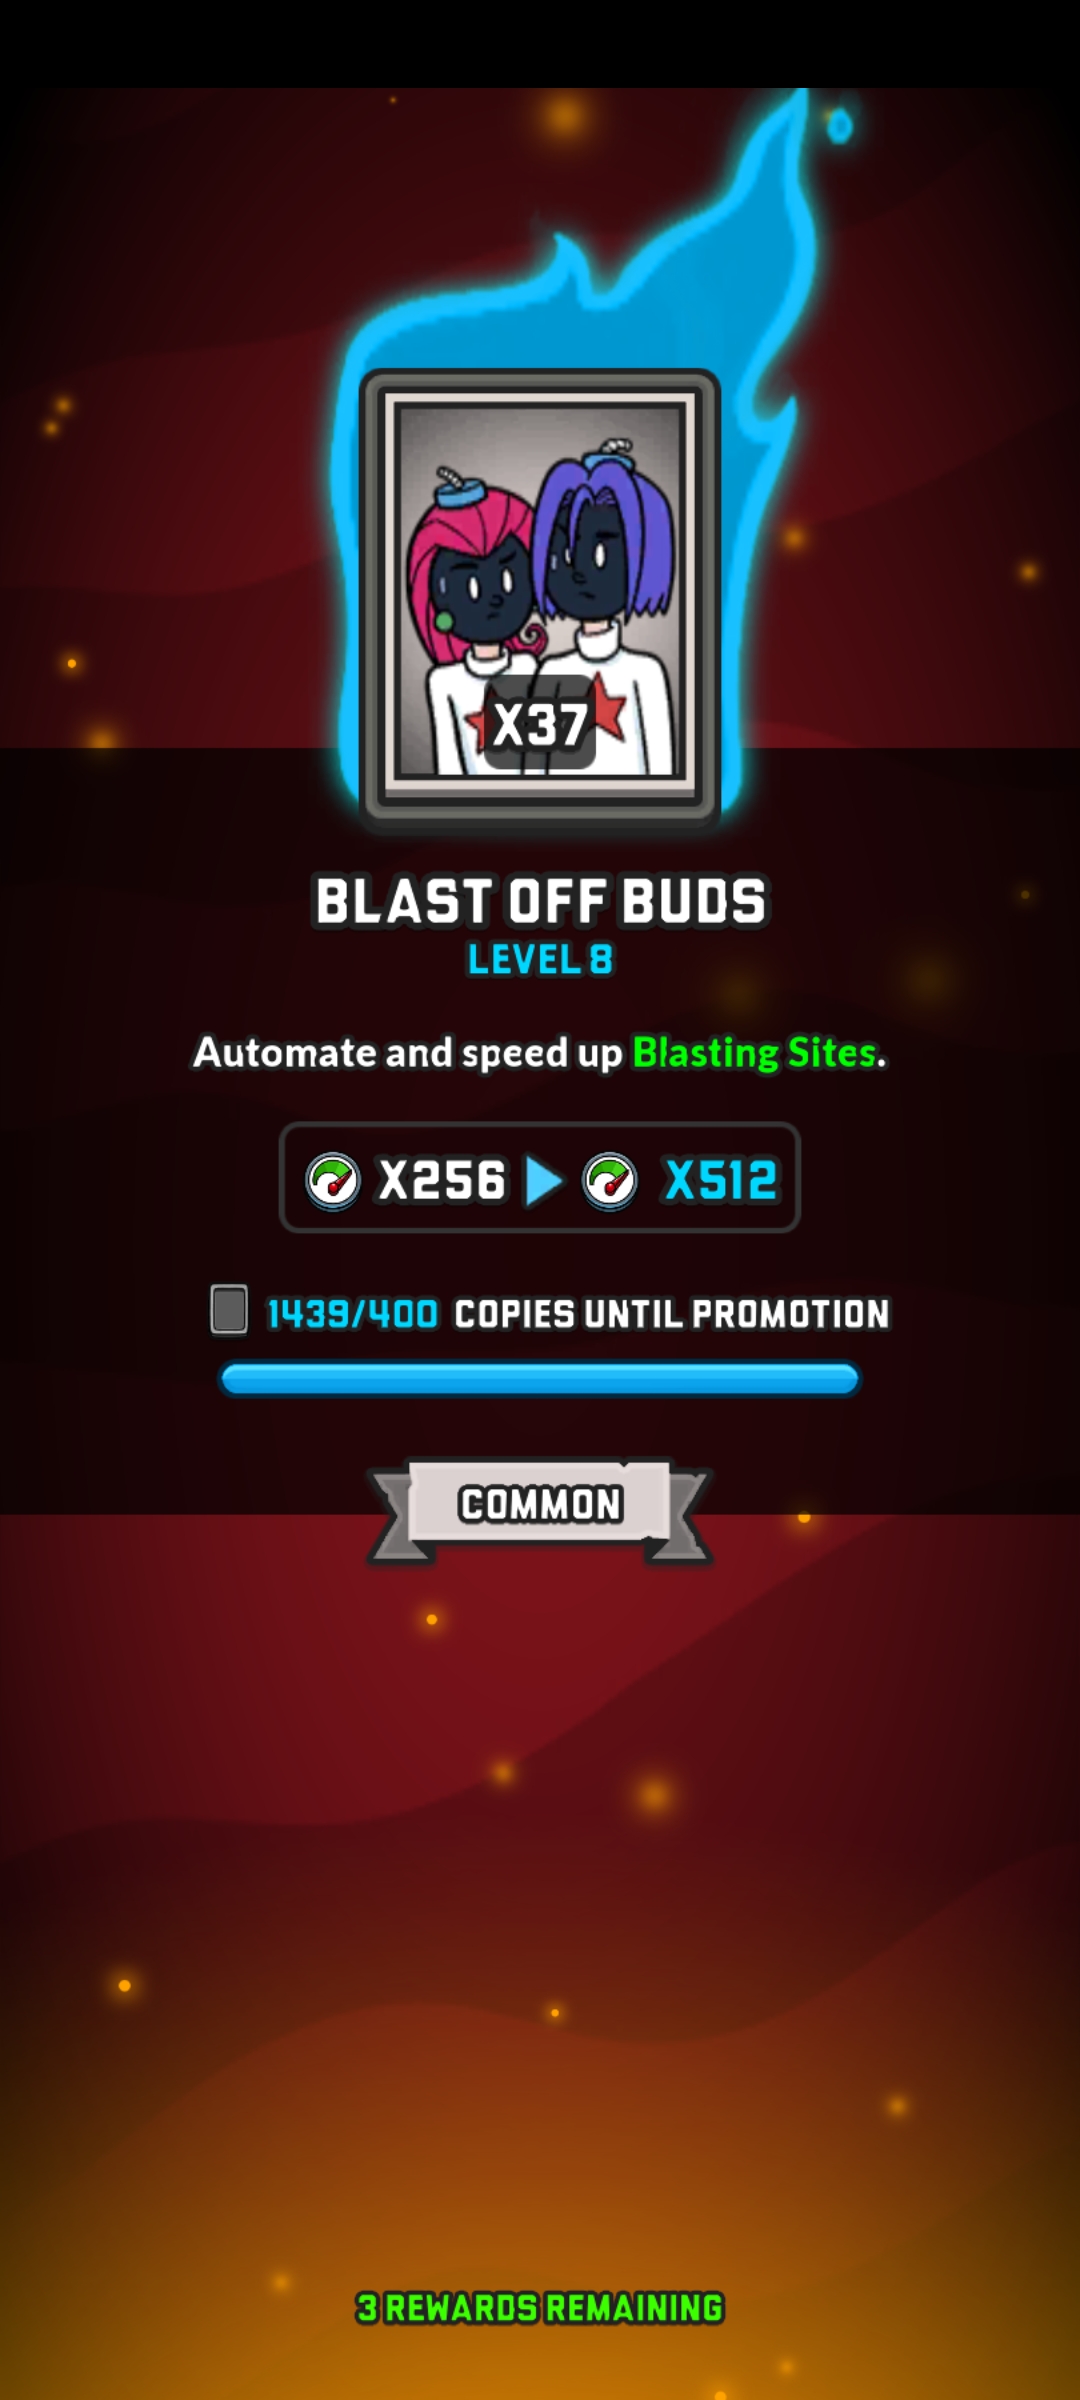 X37
BLAST OFF BUDS
LEVEL 8
Automate and speed up Blasting Sites.
X256 X512
1439/400 COPIES UNTIL PROMOTION
COMMON
3 REWARDS REMAINING